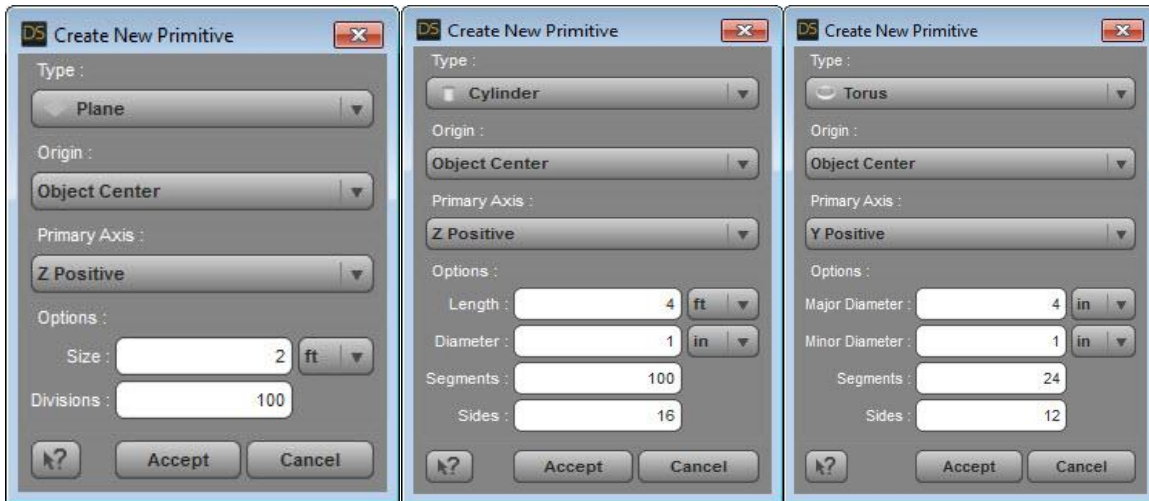 DS Create New Primitive
Type :
Plane
Origin :
Object Center
Primary Axis :
Z Positive
Options :
Size : 2 ft
Divisions : 100
? Accept Cancel
DS Create New Primitive
Type :
Cylinder
Origin :
Object Center
Primary Axis :
Z Positive
Options :
Length : 4 ft
Diameter : 1 in
Segments : 100
Sides : 16
? Accept Cancel
DS Create New Primitive
Type :
Torus
Origin :
Object Center
Primary Axis :
Y Positive
Options :
Major Diameter : 4 in
Minor Diameter : 1 in
Segments : 24
Sides : 12
? Accept Cancel